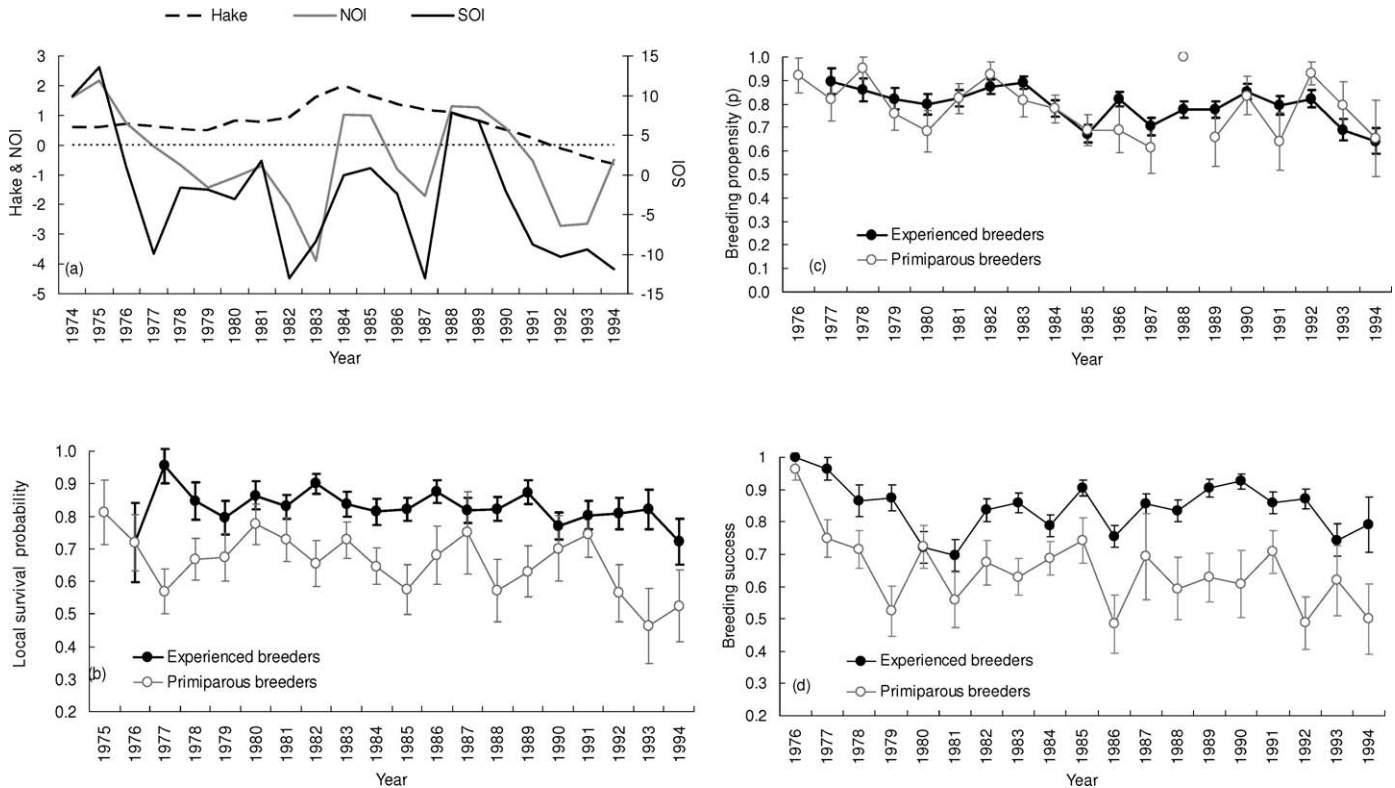 Hake NOI SOI
3
2
1
0
-1
-2
-3
-4
-5
Hake & NOI
15
10
5
0
-5
-10
-15
SOI
(a)
1974 1975 1976 1977 1978 1979 1980 1981 1982 1983 1984 1985 1986 1987 1988 1989 1990 1991 1992 1993 1994
Year
1.0
0.9
0.8
0.7
0.6
0.5
0.4
0.3
0.2
0.1
0.0
Breeding propensity (p)
Experienced breeders
Primiparous breeders
(c)
1976 1977 1978 1979 1980 1981 1982 1983 1984 1985 1986 1987 1988 1989 1990 1991 1992 1993 1994
Year
1.0
0.9
0.8
0.7
0.6
0.5
0.4
0.3
0.2
Local survival probability
Experienced breeders
(b)
Primiparous breeders
1975 1976 1977 1978 1979 1980 1981 1982 1983 1984 1985 1986 1987 1988 1989 1990 1991 1992 1993 1994
Year
1
0.9
0.8
0.7
0.6
0.5
0.4
0.3
0.2
Breeding success
Experienced breeders
(d)
Primiparous breeders
1976 1977 1978 1979 1980 1981 1982 1983 1984 1985 1986 1987 1988 1989 1990 1991 1992 1993 1994
Year